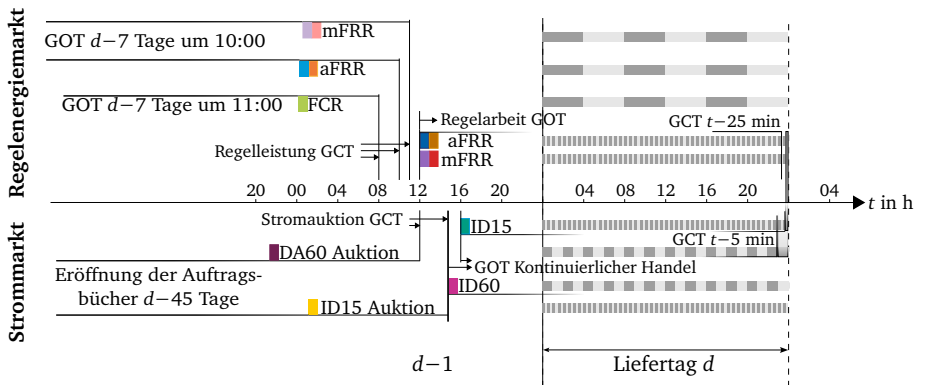 Regelenergiemarkt
mFRR
GOT d−7 Tage um 10:00
aFRR
GOT d−7 Tage um 11:00
FCR
Regelarbeit GOT
GCT t−25 min
Regelleistung GCT
aFRR
mFRR
20 00 04 08 12 16 20 04 08 12 16 20 04
t in h
Strommarkt
Stromauktion GCT
ID15
GCT t−5 min
DA60 Auktion
GOT Kontinuierlicher Handel
Eröffnung der Auftrags-
bücher d−45 Tage
ID60
ID15 Auktion
d−1
Liefertag d